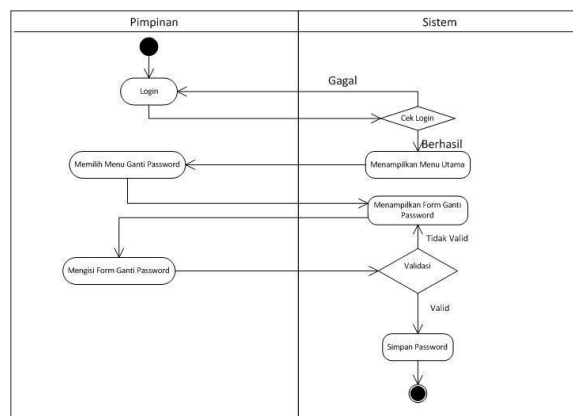 Pimpinan
Sistem
Login
Gagal
Cek Login
Berhasil
Memilih Menu Ganti Password
Menampilkan Menu Utama
Menampilkan Form Ganti
Password
Tidak Valid
Mengisi Form Ganti Password
Validasi
Valid
Simpan Password